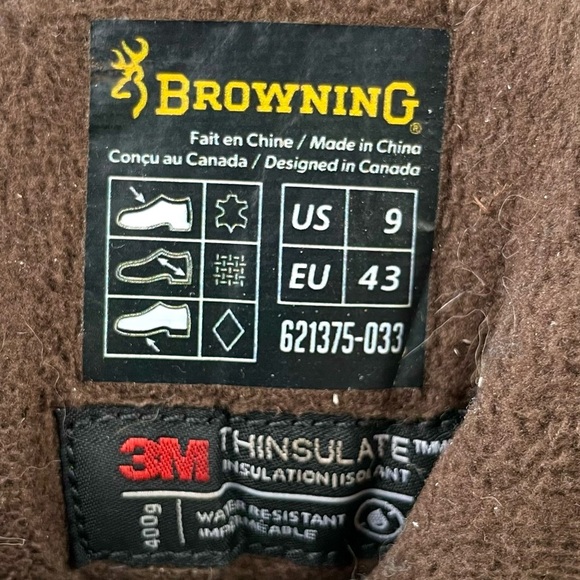 BROWNING®
Fait en Chine / Made in China
Conçu au Canada / Designed in Canada
US 9
EU 43
621375-033
3M THINSULATE™
INSULATION | ISOLANT
400g
WATER RESISTANT
IMPERMÉABLE